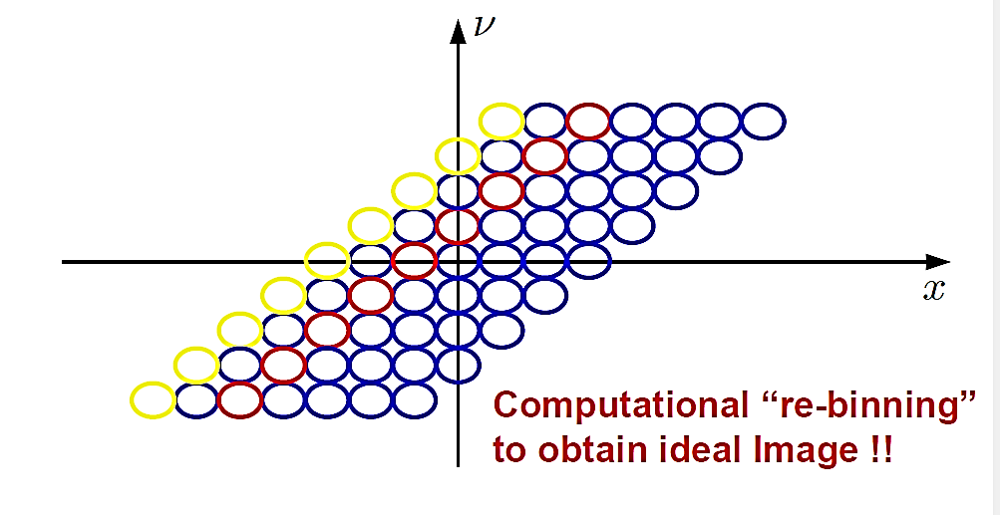 ν
x
Computational “re-binning”
to obtain ideal Image !!